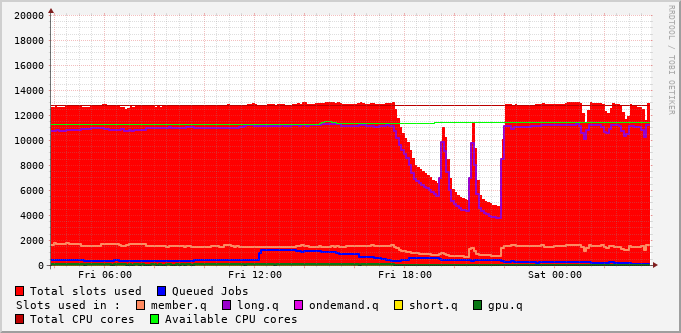 20000
18000
16000
14000
12000
10000
8000
6000
4000
2000
0
Fri 06:00 Fri 12:00 Fri 18:00 Sat 00:00
Total slots used Queued Jobs
Slots used in : member.q long.q ondemand.q short.q gpu.q
Total CPU cores Available CPU cores
RRDTOOL / TOBI OETIKER